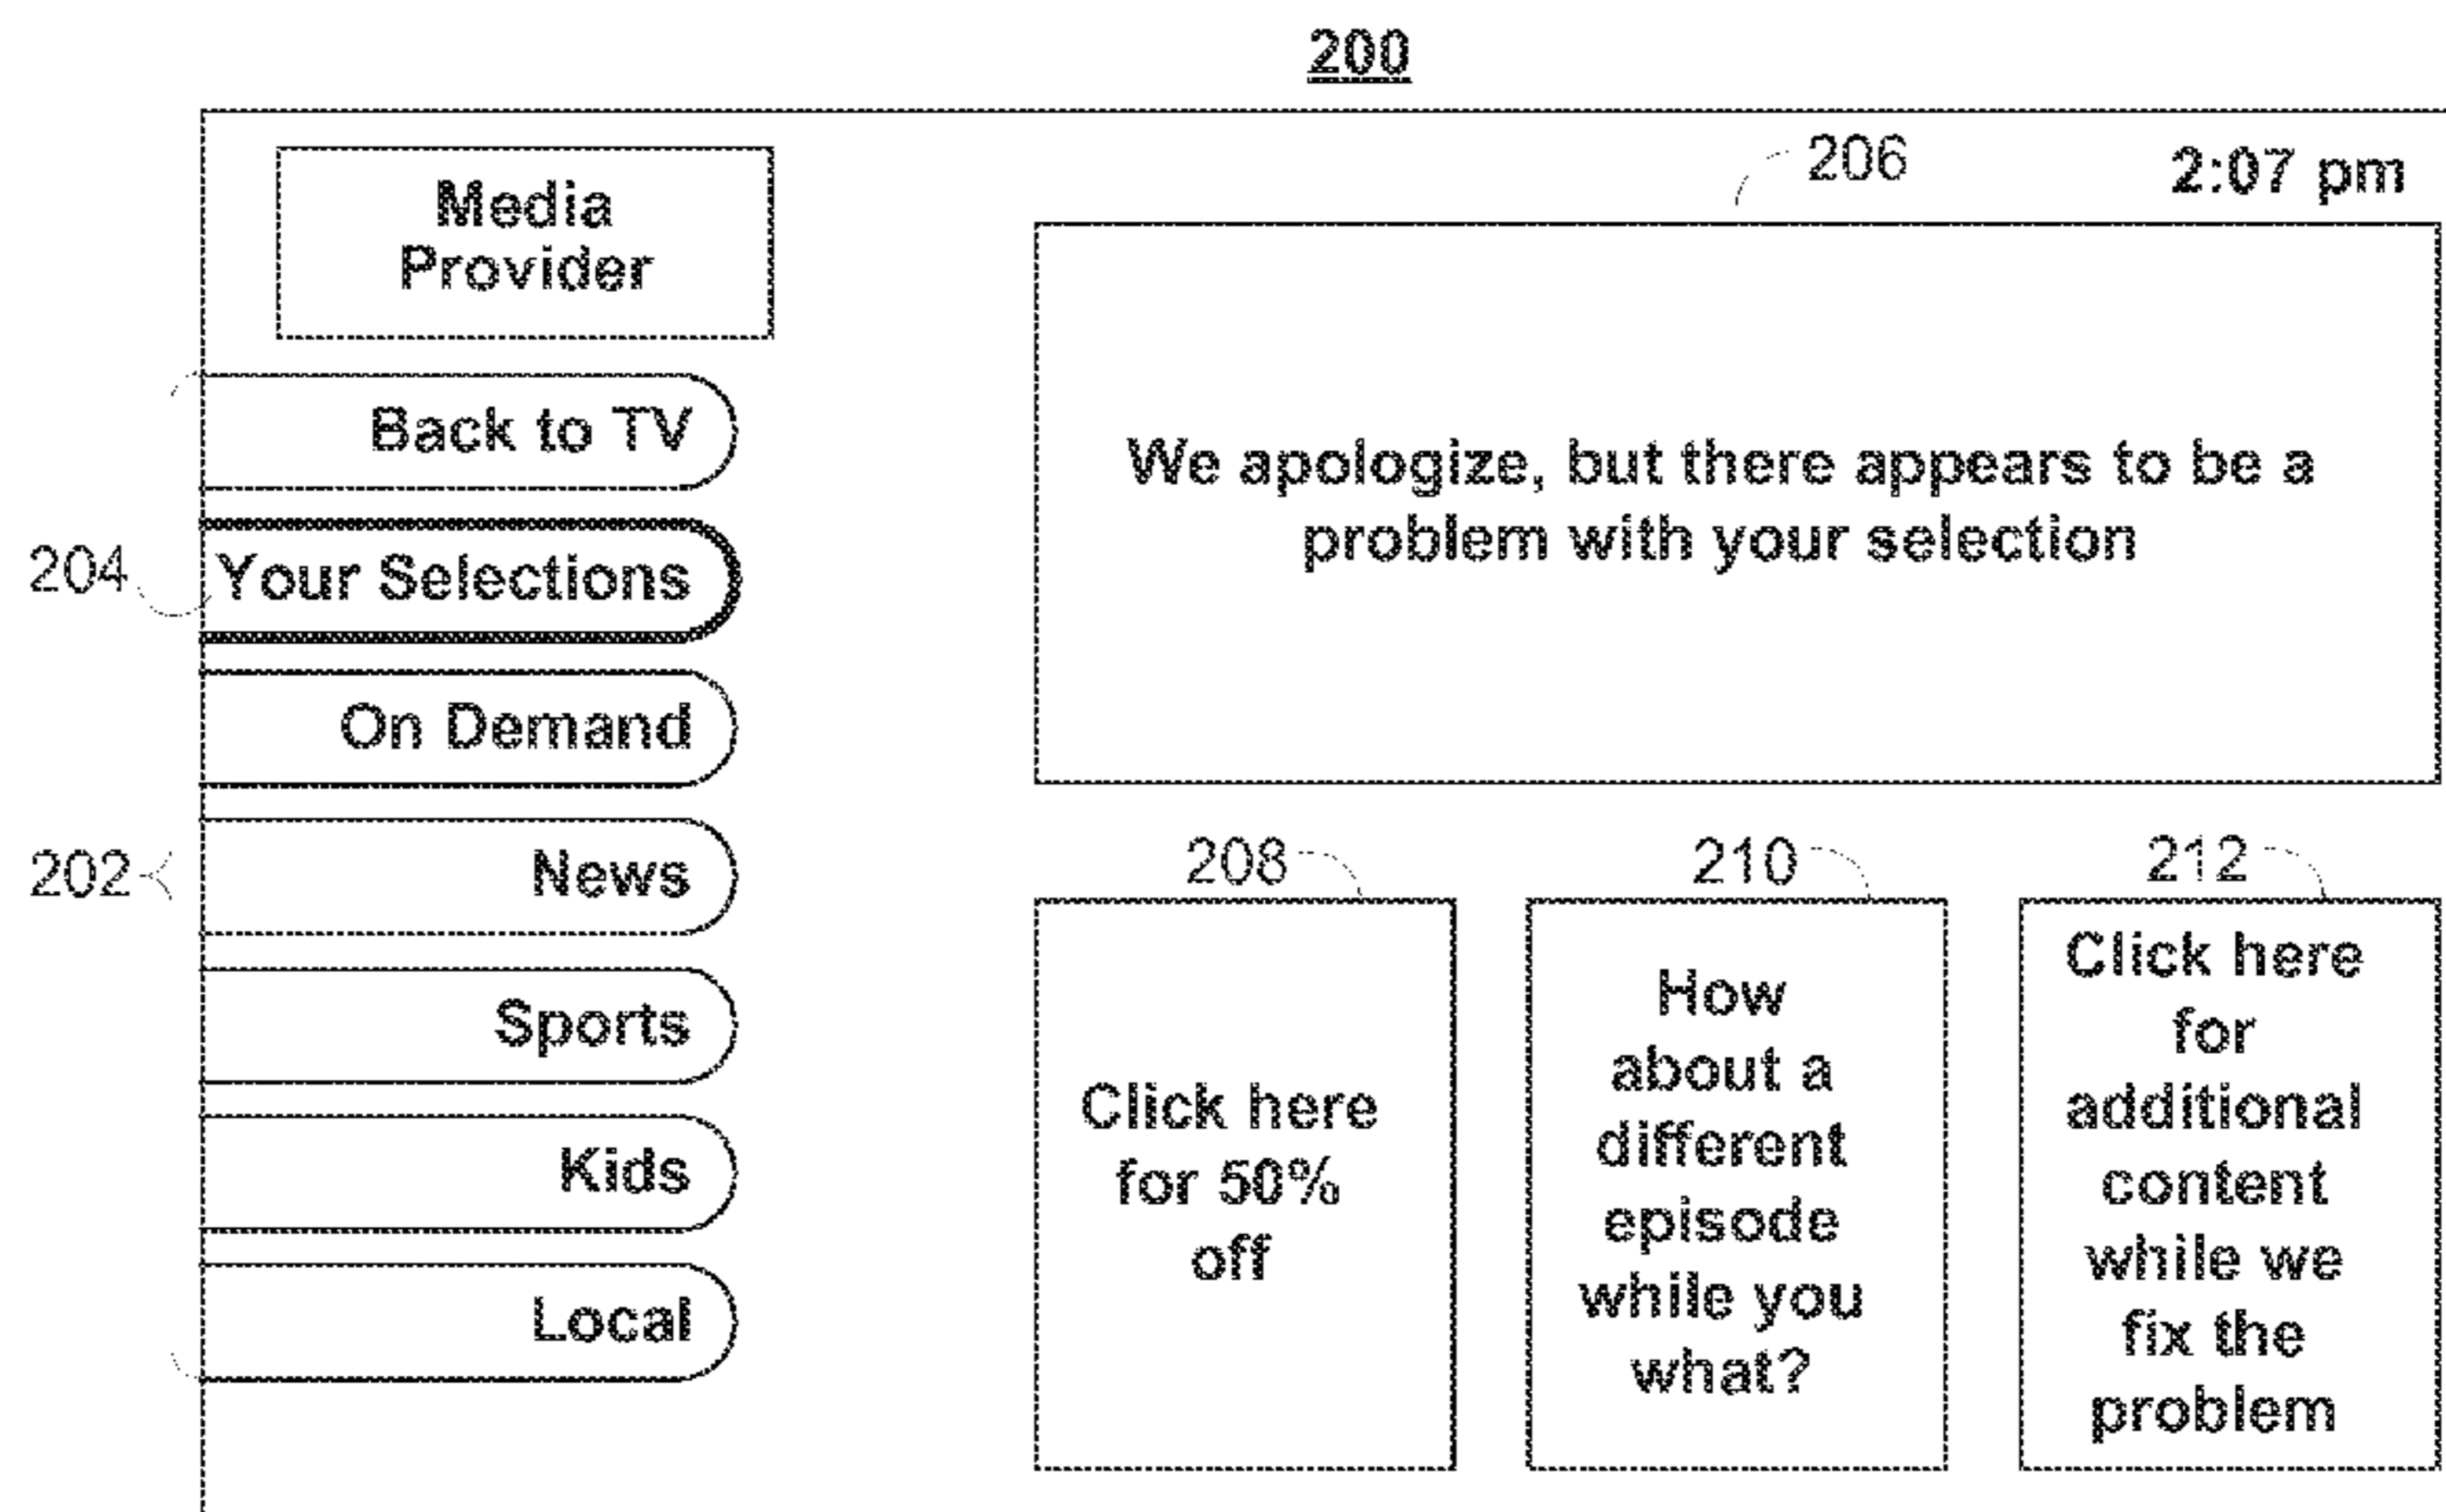 200
206
2:07 pm
Media
Provider
Back to TV
204
Your Selections
On Demand
202
News
Sports
Kids
Local
We apologize, but there appears to be a
problem with your selection
208
Click here
for 50%
off
210
How
about a
different
episode
while you
what?
212
Click here
for
additional
content
while we
fix the
problem